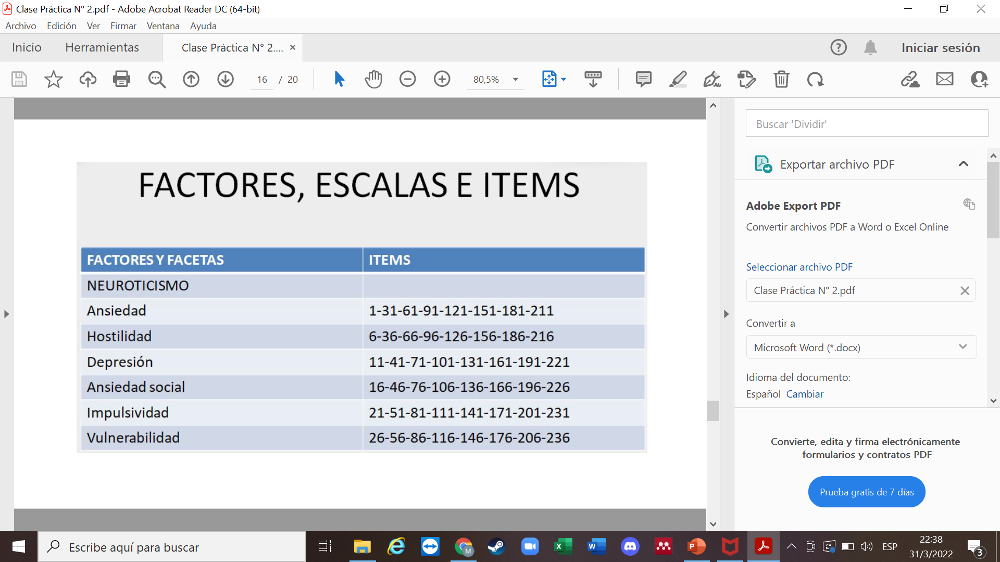 Clase Práctica N° 2.pdf - Adobe Acrobat Reader DC (64-bit)
Archivo Edición Ver Firmar Ventana Ayuda
Inicio Herramientas Clase Práctica N° 2.... × Iniciar sesión
16 / 20 80,5%
FACTORES, ESCALAS E ITEMS
FACTORES Y FACETAS ITEMS
NEUROTICISMO
Ansiedad 1-31-61-91-121-151-181-211
Hostilidad 6-36-66-96-126-156-186-216
Depresión 11-41-71-101-131-161-191-221
Ansiedad social 16-46-76-106-136-166-196-226
Impulsividad 21-51-81-111-141-171-201-231
Vulnerabilidad 26-56-86-116-146-176-206-236
Buscar 'Dividir'
Exportar archivo PDF
Adobe Export PDF
Convertir archivos PDF a Word o Excel Online
Seleccionar archivo PDF
Clase Práctica N° 2.pdf
Convertir a
Microsoft Word (*.docx)
Idioma del documento:
Español Cambiar
Convierte, edita y firma electrónicamente
formularios y contratos PDF
Prueba gratis de 7 días
Escribe aquí para buscar
ESP
22:38
31/3/2022
3